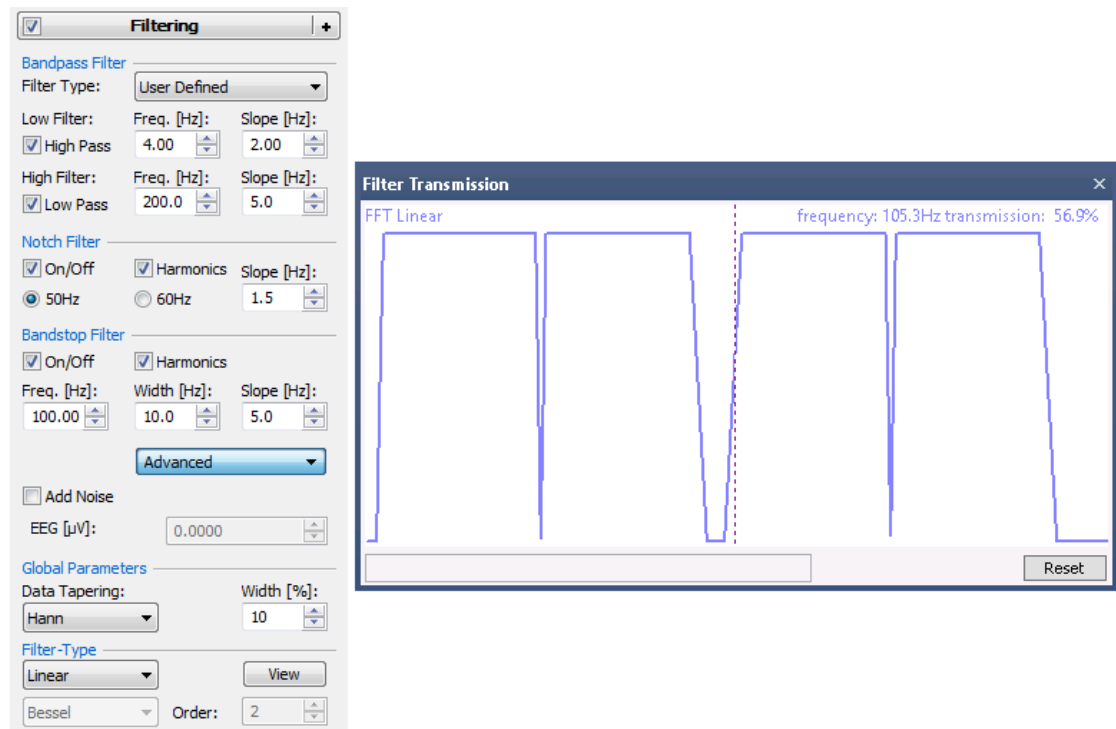 Filtering +
Bandpass Filter
Filter Type: User Defined
Low Filter: Freq. [Hz]: Slope [Hz]:
High Pass 4.00 2.00
High Filter: Freq. [Hz]: Slope [Hz]:
Low Pass 200.0 5.0
Notch Filter
On/Off Harmonics Slope [Hz]:
50Hz 60Hz 1.5
Bandstop Filter
On/Off Harmonics
Freq. [Hz]: Width [Hz]: Slope [Hz]:
100.00 10.0 5.0
Advanced
Add Noise
EEG [µV]: 0.0000
Global Parameters
Data Tapering: Width [%]:
Hann 10
Filter-Type
Linear View
Bessel Order: 2
Filter Transmission
FFT Linear frequency: 105.3Hz transmission: 56.9%
Reset